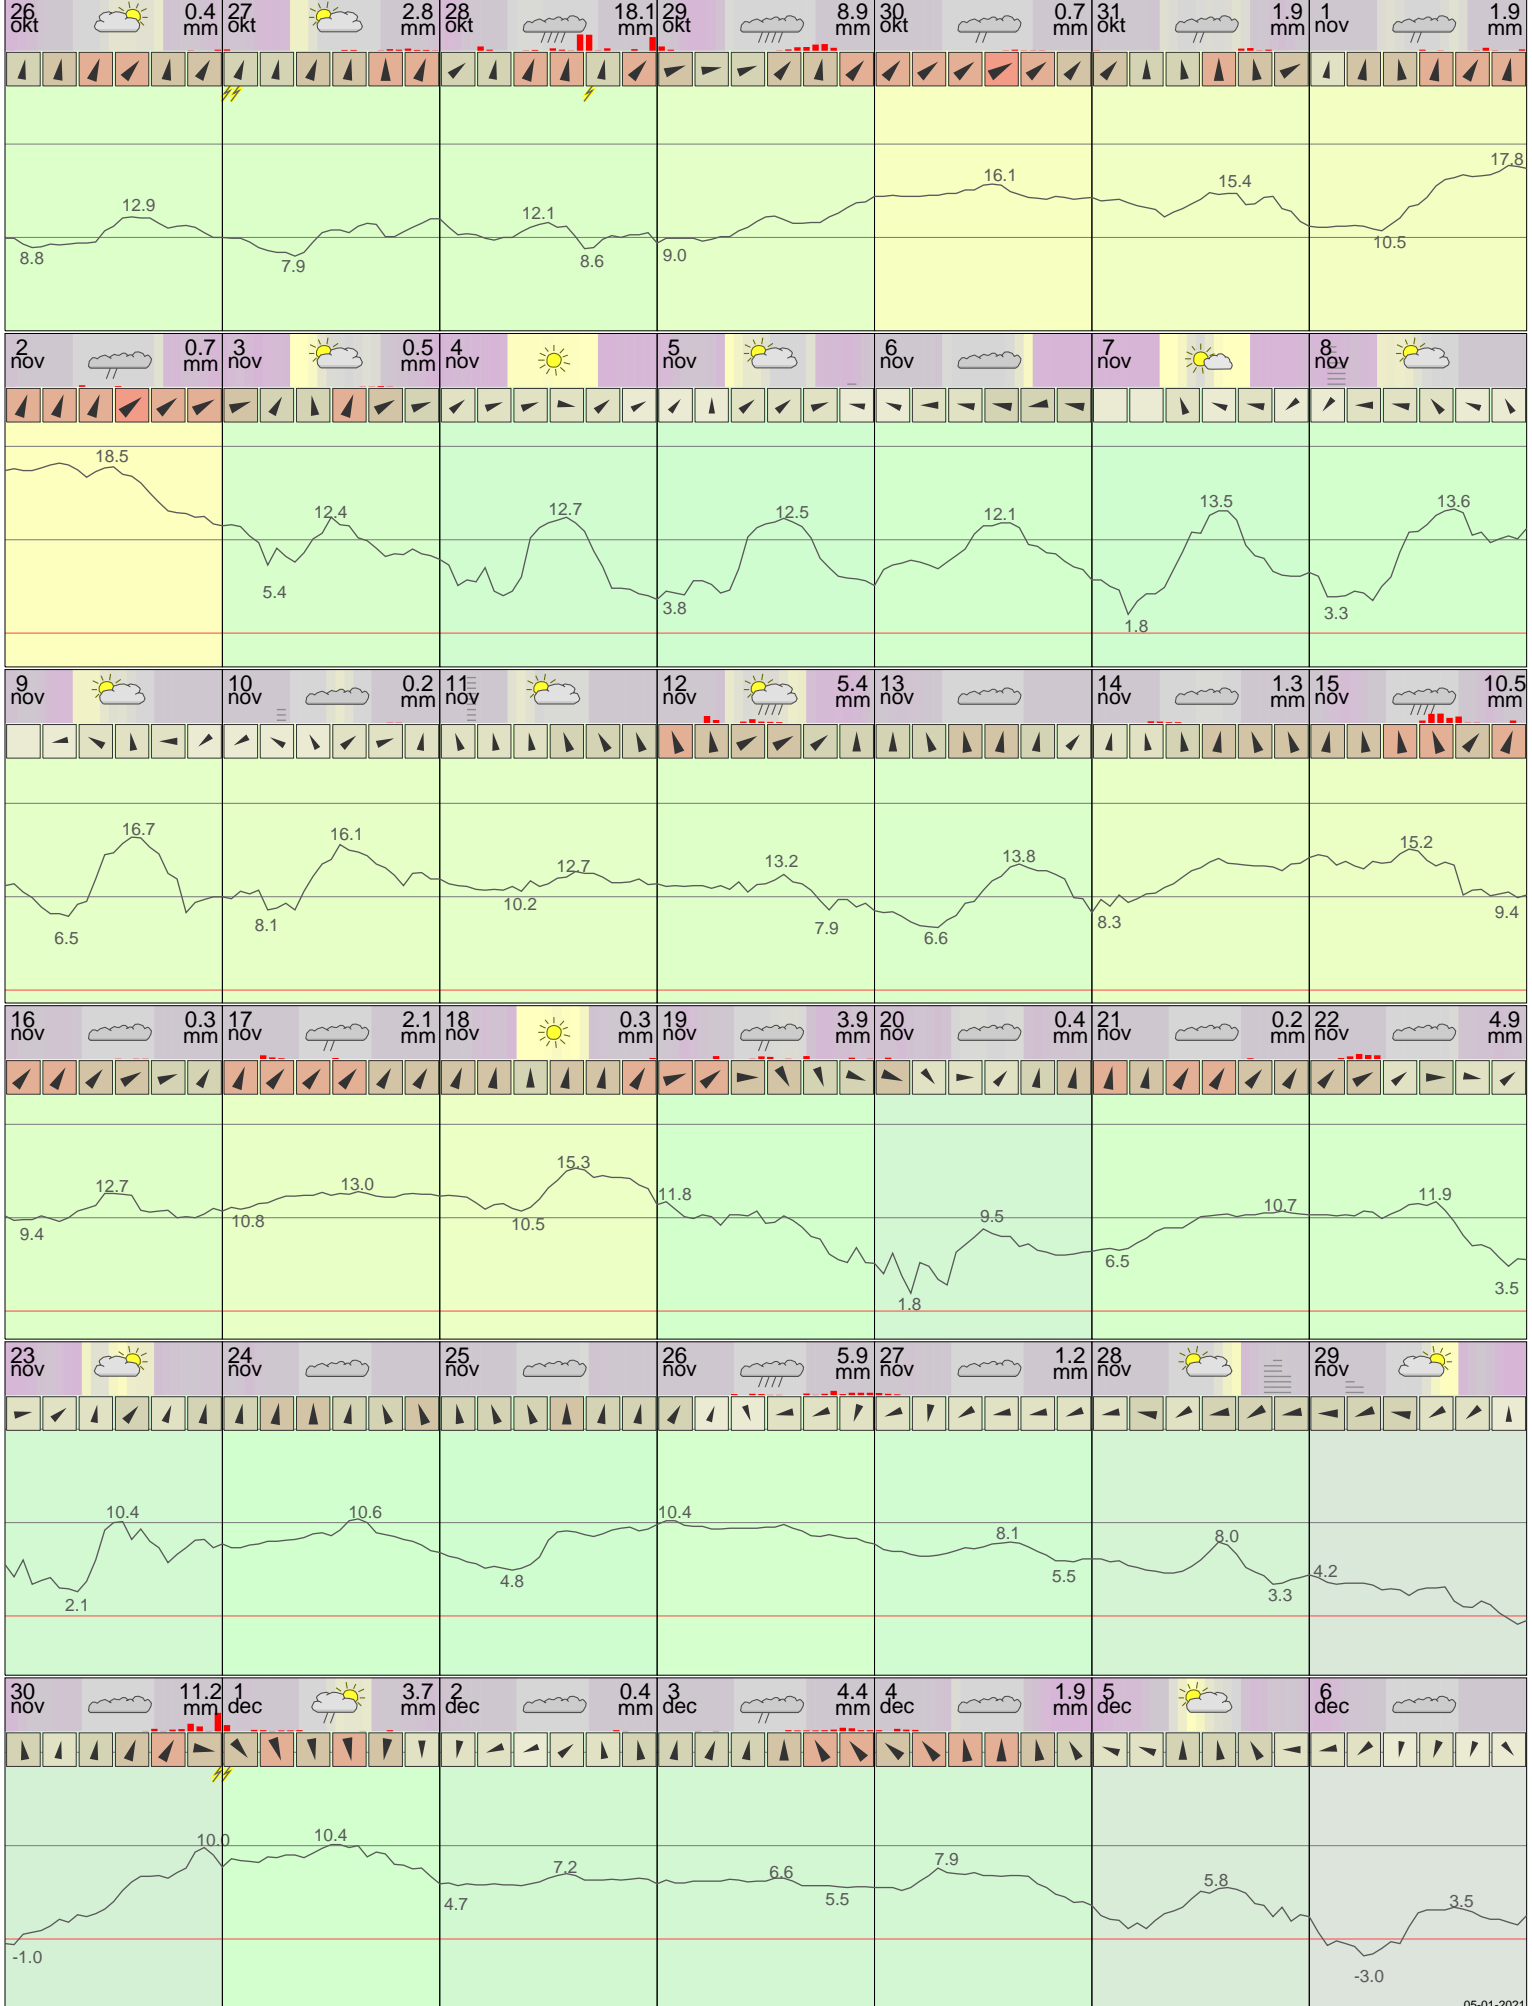 26 0.4 27 2.8 28 18.1 29 8.9 30 0.7 31 1.9 1 1.9
okt mm okt mm okt mm okt mm okt mm okt mm nov mm
12.9 12.1 16.1 15.4 17.8
8.8 7.9 8.6 9.0 10.5
2 0.7 3 0.5 4 5 6 7 8
nov mm nov mm nov nov nov nov nov
18.5 12.4 12.7 12.5 12.1 13.5 13.6
5.4 3.8 1.8 3.3
9 10 0.2 11 12 5.4 13 14 1.3 15 10.5
nov nov mm nov nov mm nov nov mm nov mm
16.7 16.1 12.7 13.2 13.8 15.2
6.5 8.1 10.2 7.9 6.6 8.3 9.4
16 0.3 17 2.1 18 0.3 19 3.9 20 0.4 21 0.2 22 4.9
nov mm nov mm nov mm nov mm nov mm nov mm nov mm
12.7 13.0 15.3 11.8 9.5 10.7 11.9
9.4 10.8 10.5 1.8 6.5 3.5
23 24 25 26 5.9 27 1.2 28 29
nov nov nov nov mm nov mm nov nov
10.4 10.6 10.4 8.1 8.0 4.2
2.1 4.8 5.5 3.3
30 11.2 1 3.7 2 0.4 3 4.4 4 1.9 5 6
nov mm dec mm dec mm dec mm dec mm dec dec
10.0 10.4 7.2 6.6 7.9 5.8 3.5
-1.0 4.7 5.5 -3.0
05-01-2021